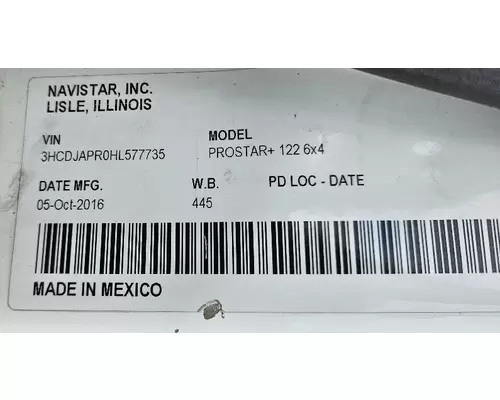 NAVISTAR, INC.
LISLE, ILLINOIS
VIN MODEL
3HCDJAPR0HL577735 PROSTAR+ 122 6x4
DATE MFG. W.B. PD LOC - DATE
05-Oct-2016 445
MADE IN MEXICO